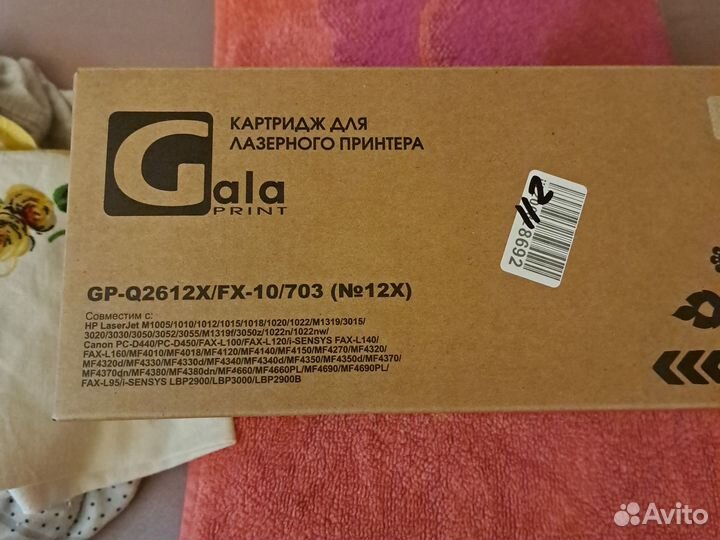 КАРТРИДЖ ДЛЯ
ЛАЗЕРНОГО ПРИНТЕРА
Gala
PRINT
112
8692
GP-Q2612X/FX-10/703 (№12X)
Совместим с:
HP LaserJet M1005/1010/1012/1015/1018/1020/1022/M1319/3015/
3020/3030/3050/3052/3055/M1319f/3050z/1022n/1022nw/
Canon PC-D440/PC-D450/FAX-L100/FAX-L120/i-SENSYS FAX-L140/
FAX-L160/MF4010/MF4018/MF4120/MF4140/MF4150/MF4270/MF4320/
MF4320d/MF4330/MF4330d/MF4340/MF4340d/MF4350/MF4350d/MF4370/
MF4370dn/MF4380/MF4380dn/MF4660/MF4660PL/MF4690/MF4690PL/
FAX-L95/i-SENSYS LBP2900/LBP3000/LBP2900B
Avito